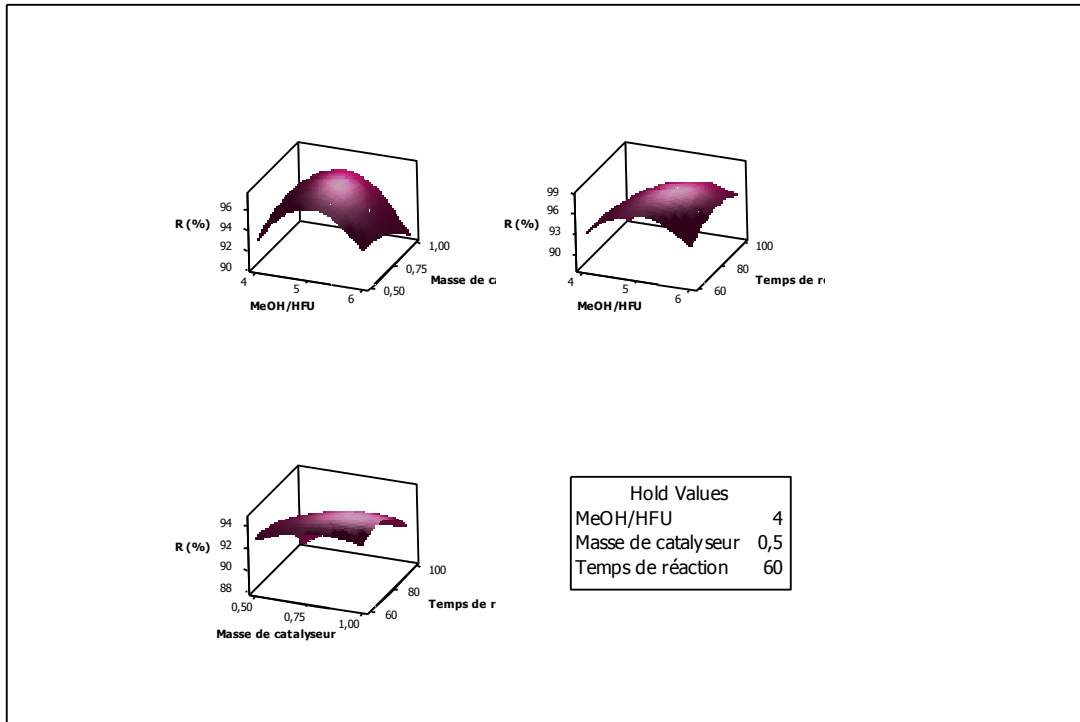 96
94
92
90
R (%)
4
5
6
MeOH/HFU
1,00
0,75
0,50
Masse de ca
99
96
93
90
R (%)
4
5
6
MeOH/HFU
100
80
60
Temps de r
94
92
90
88
R (%)
0,50
0,75
1,00
Masse de catalyseur
100
80
60
Temps de r
Hold Values
MeOH/HFU 4
Masse de catalyseur 0,5
Temps de réaction 60